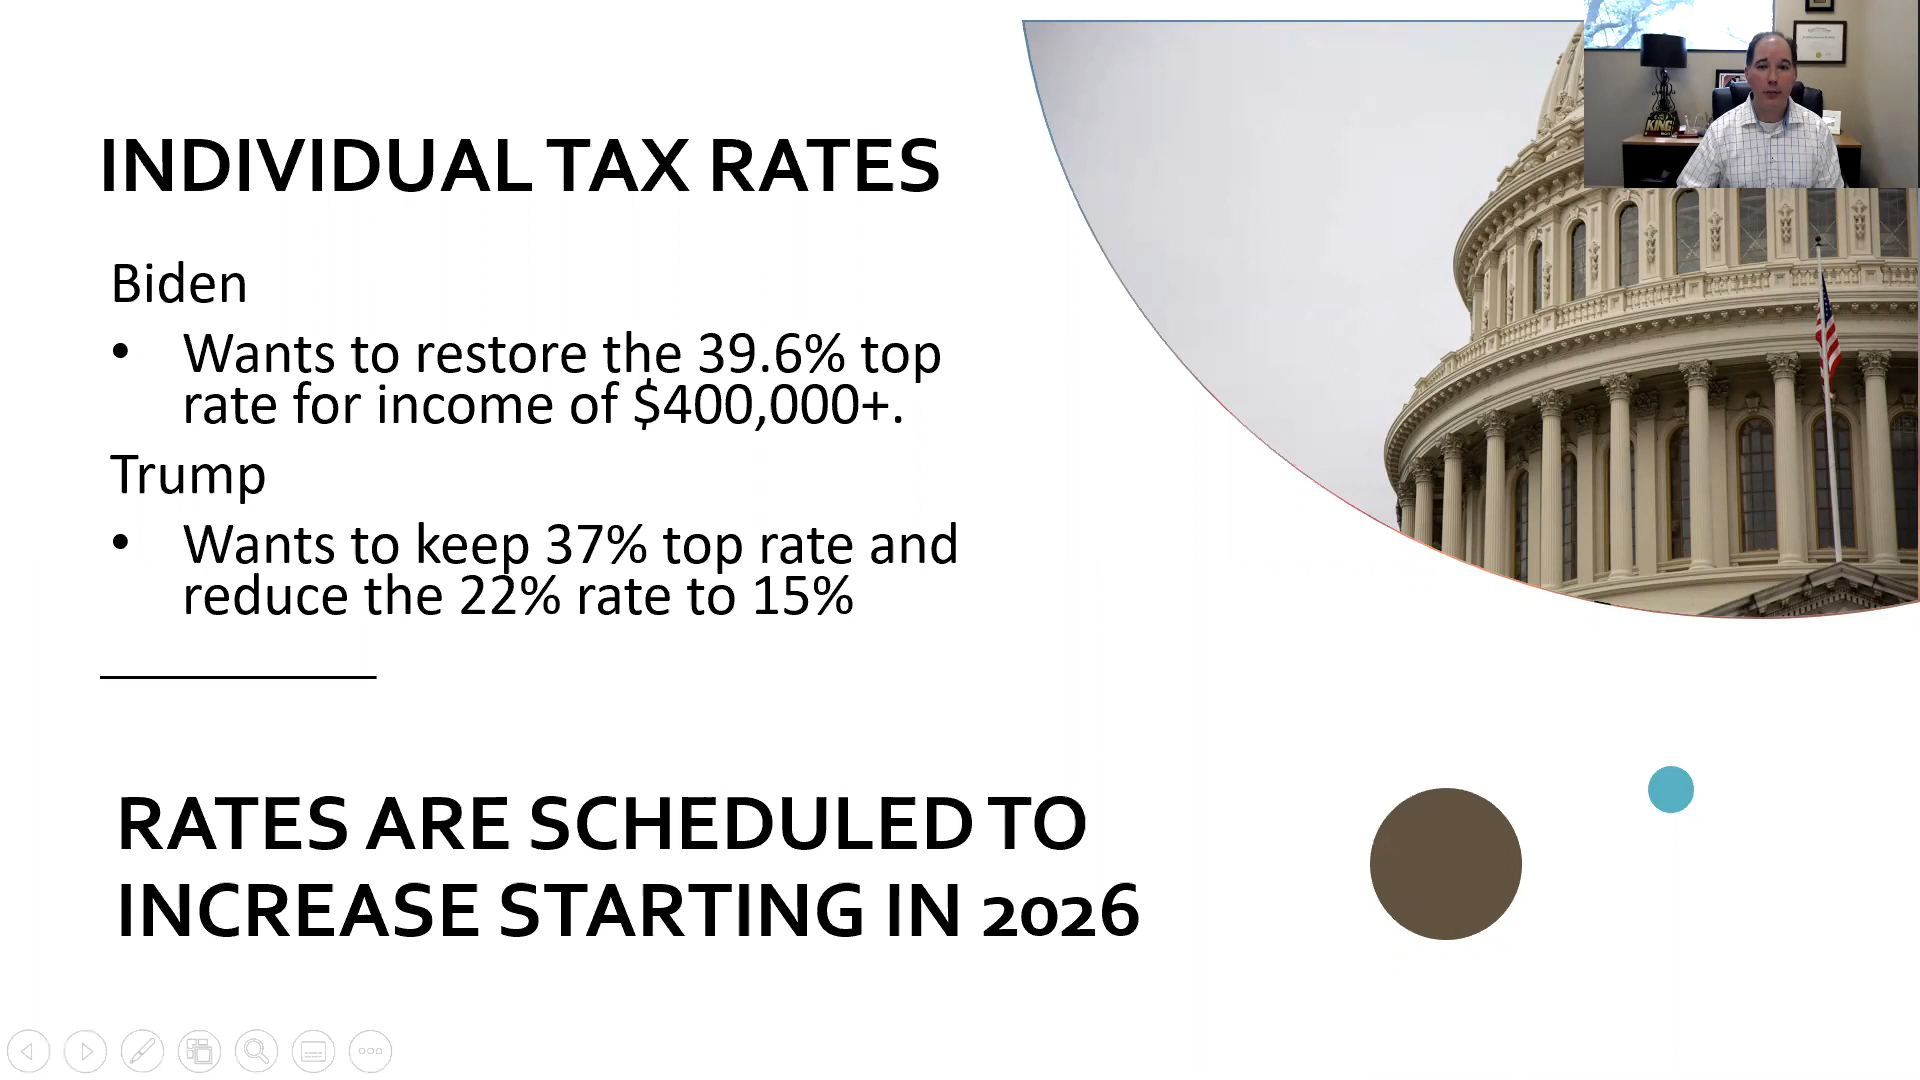 INDIVIDUAL TAX RATES
Biden
• Wants to restore the 39.6% top
rate for income of $400,000+.
Trump
• Wants to keep 37% top rate and
reduce the 22% rate to 15%
RATES ARE SCHEDULED TO
INCREASE STARTING IN 2026
KING